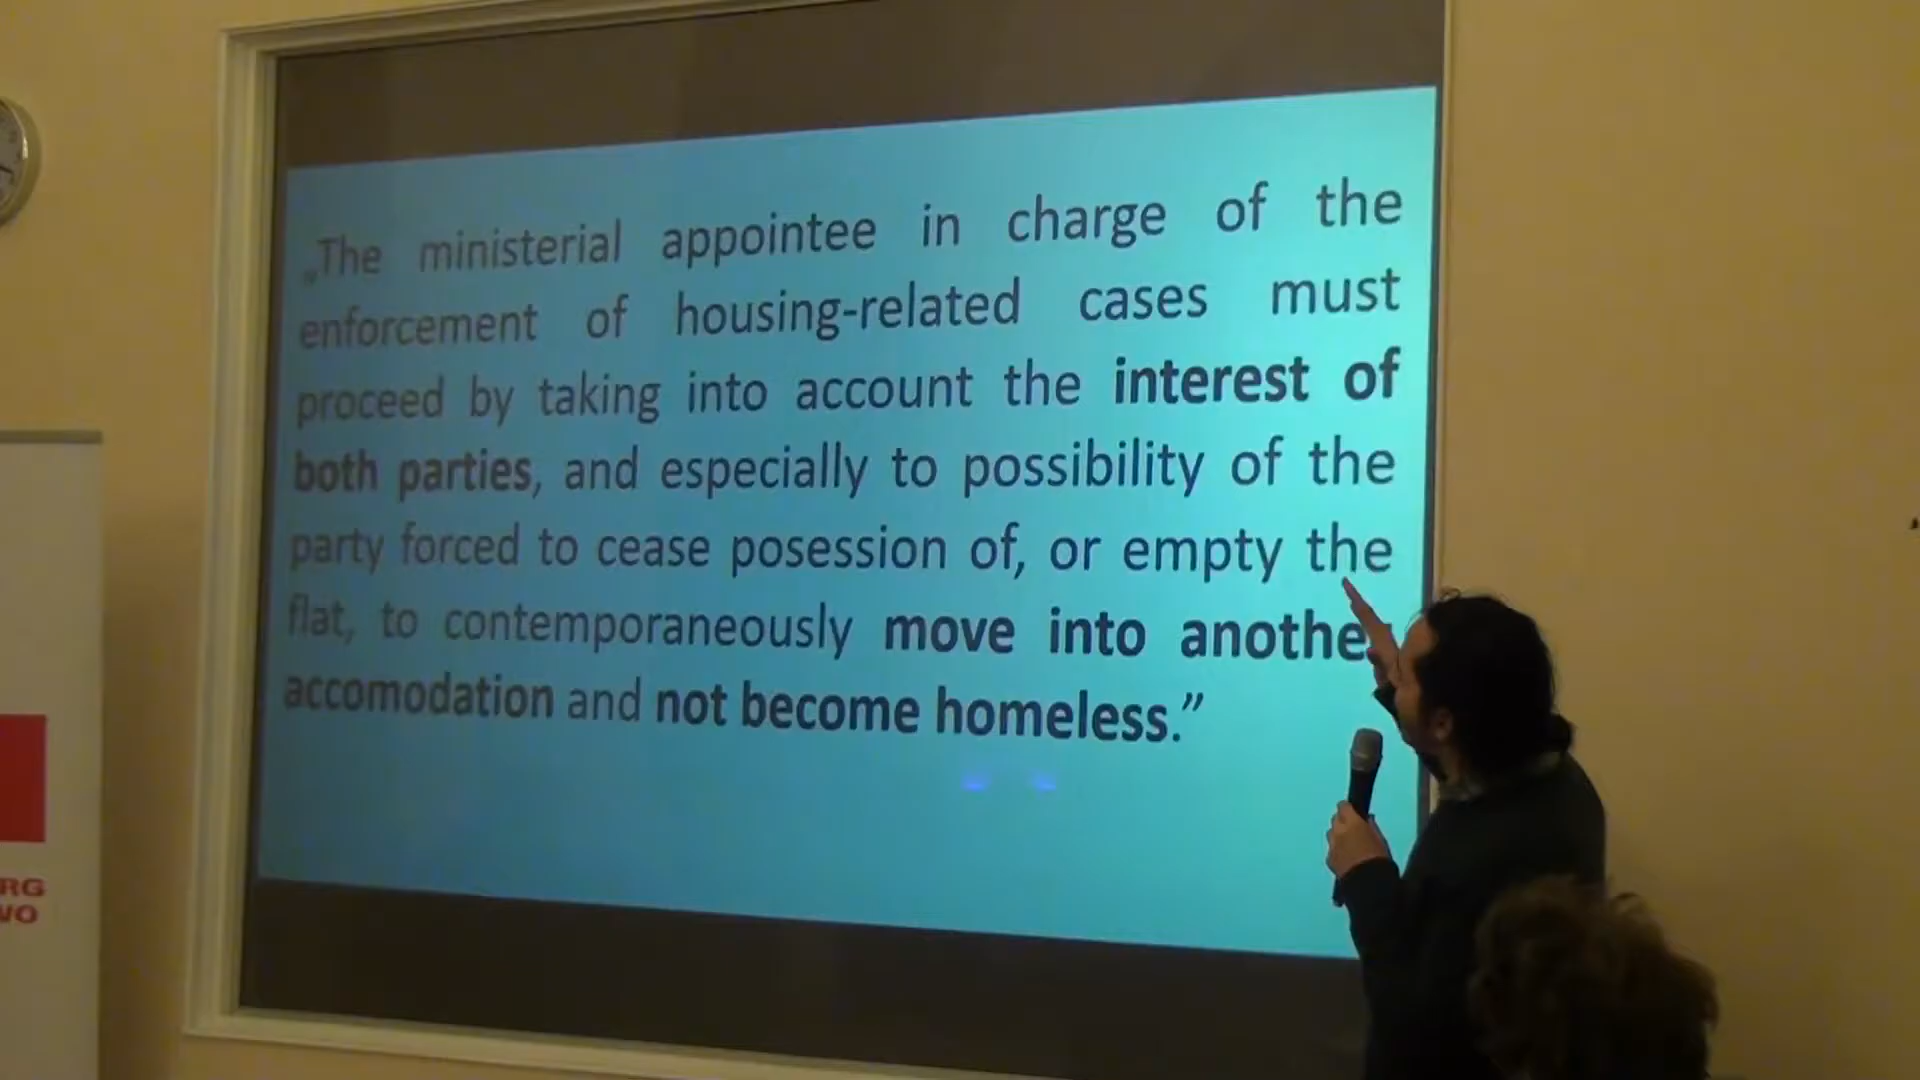 „The ministerial appointee in charge of the
enforcement of housing-related cases must
proceed by taking into account the interest of
both parties, and especially to possibility of the
party forced to cease posession of, or empty the
flat, to contemporaneously move into another
accomodation and not become homeless.”
RG